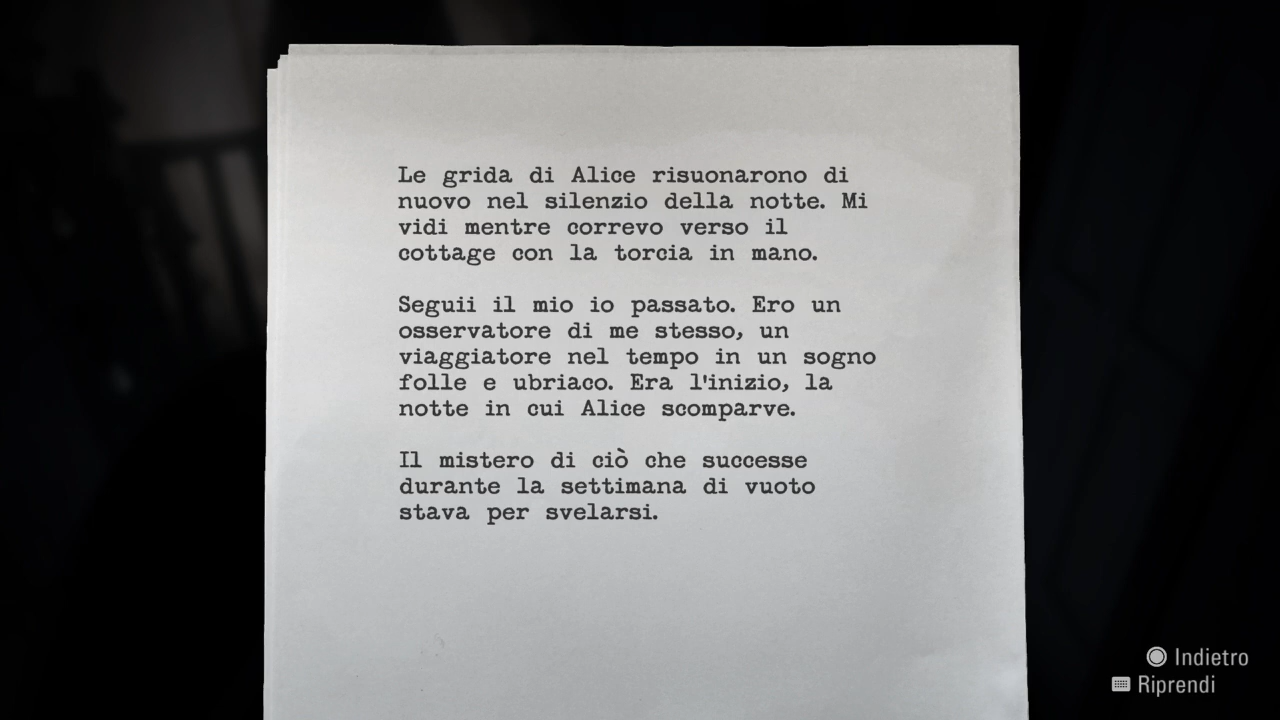 Le grida di Alice risuonarono di
nuovo nel silenzio della notte. Mi
vidi mentre correvo verso il
cottage con la torcia in mano.
Seguii il mio io passato. Ero un
osservatore di me stesso, un
viaggiatore nel tempo in un sogno
folle e ubriaco. Era l'inizio, la
notte in cui Alice scomparve.
Il mistero di ciò che successe
durante la settimana di vuoto
stava per svelarsi.
Indietro
Riprendi